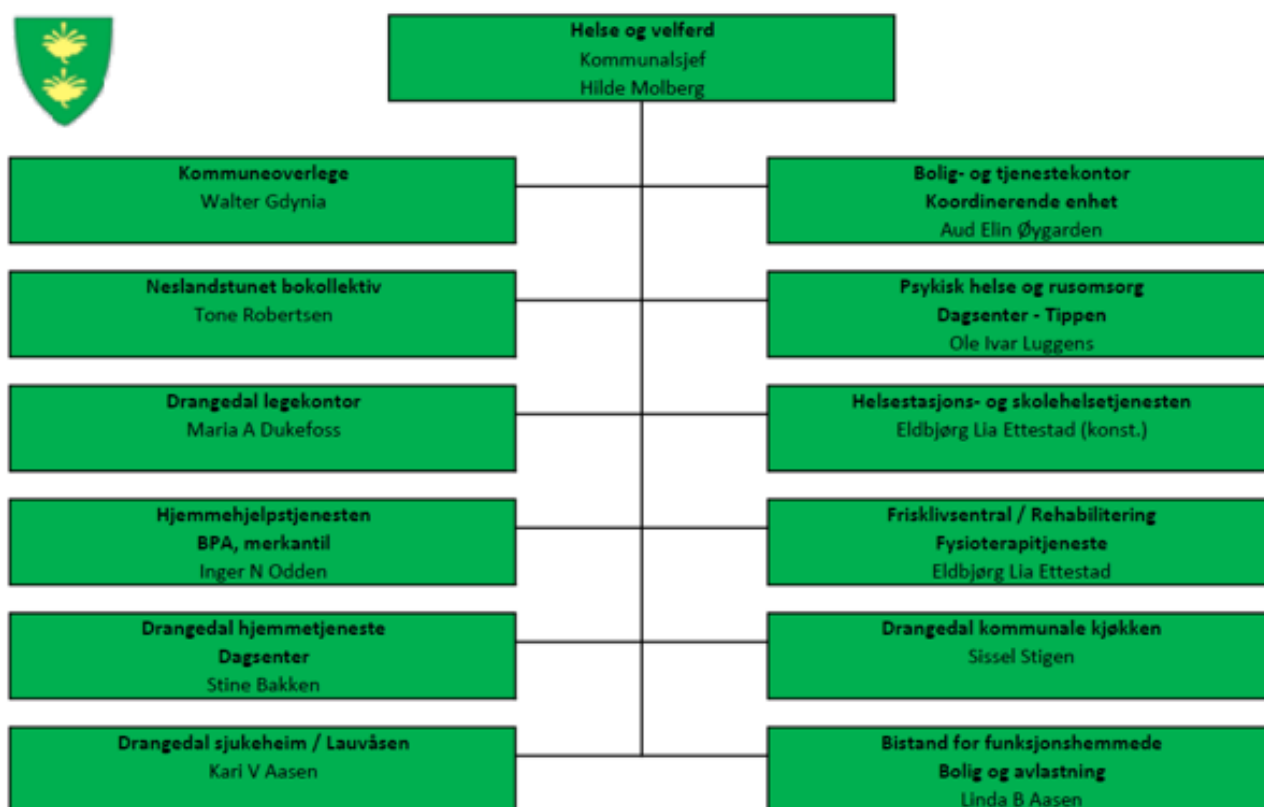 Helse og velferd
Kommunalsjef
Hilde Molberg
Kommuneoverlege
Walter Gdynia
Bolig- og tjenestekontor
Koordinerende enhet
Aud Elin Øygarden
Neslandstunet bokollektiv
Tone Robertsen
Psykisk helse og rusomsorg
Dagsenter - Tippen
Ole Ivar Luggens
Drangedal legekontor
Maria A Dukefoss
Helsestasjons- og skolehelsetjenesten
Eldbjørg Lia Ettestad (konst.)
Hjemmehjelpstjenesten
BPA, merkantil
Inger N Odden
Frisklivsentral / Rehabilitering
Fysioterapitjeneste
Eldbjørg Lia Ettestad
Drangedal hjemmetjeneste
Dagsenter
Stine Bakken
Drangedal kommunale kjøkken
Sissel Stigen
Drangedal sjukeheim / Lauvåsen
Kari V Aasen
Bistand for funksjonshemmede
Bolig og avlastning
Linda B Aasen